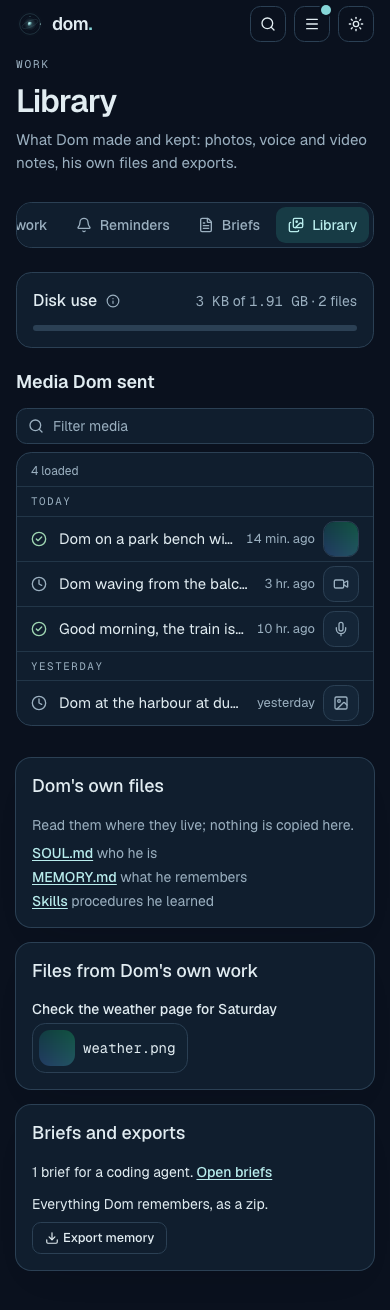 dom.
WORK
Library
What Dom made and kept: photos, voice and video
notes, his own files and exports.
work Reminders Briefs Library
Disk use 3 KB of 1.91 GB · 2 files
Media Dom sent
Filter media
4 loaded
TODAY
Dom on a park bench wi… 14 min. ago
Dom waving from the balc… 3 hr. ago
Good morning, the train is… 10 hr. ago
YESTERDAY
Dom at the harbour at du… yesterday
Dom's own files
Read them where they live; nothing is copied here.
SOUL.md who he is
MEMORY.md what he remembers
Skills procedures he learned
Files from Dom's own work
Check the weather page for Saturday
weather.png
Briefs and exports
1 brief for a coding agent. Open briefs
Everything Dom remembers, as a zip.
Export memory